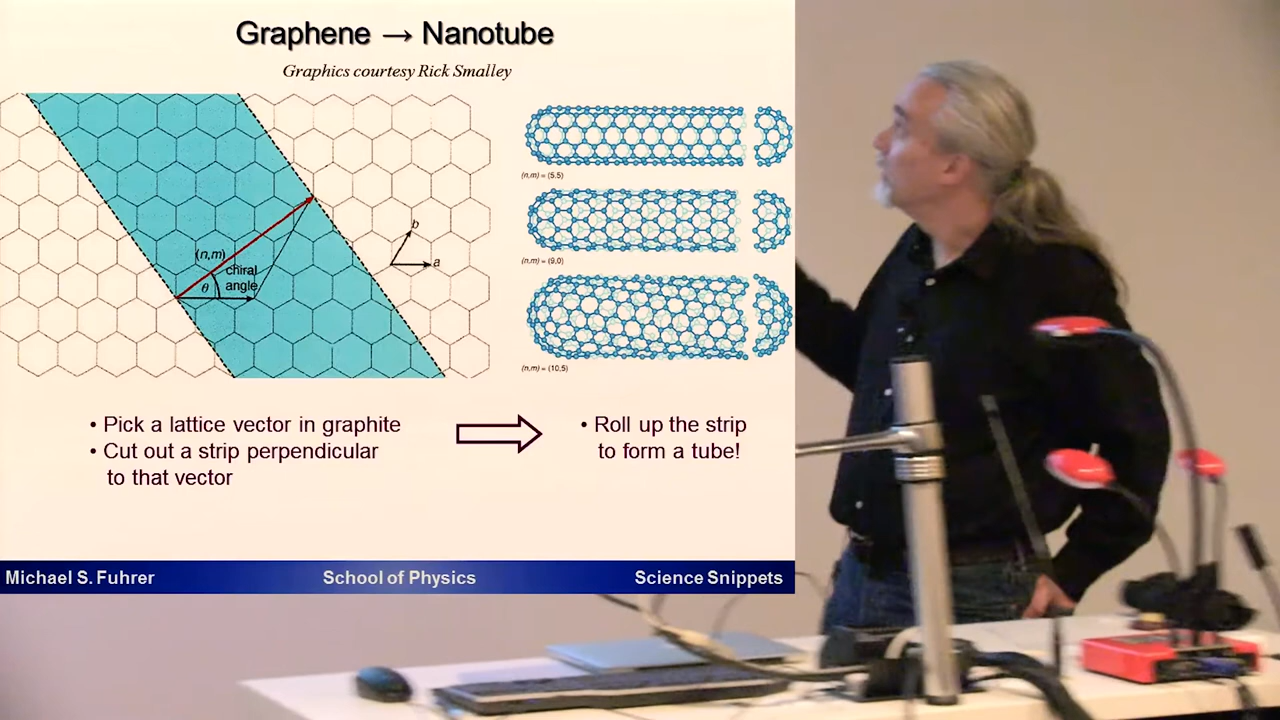 Graphene → Nanotube
Graphics courtesy Rick Smalley
(n,m)
chiral
angle
θ
b
a
(n,m) = (5,5)
(n,m) = (9,0)
(n,m) = (10,5)
• Pick a lattice vector in graphite
• Cut out a strip perpendicular
to that vector
• Roll up the strip
to form a tube!
Michael S. Fuhrer School of Physics Science Snippets